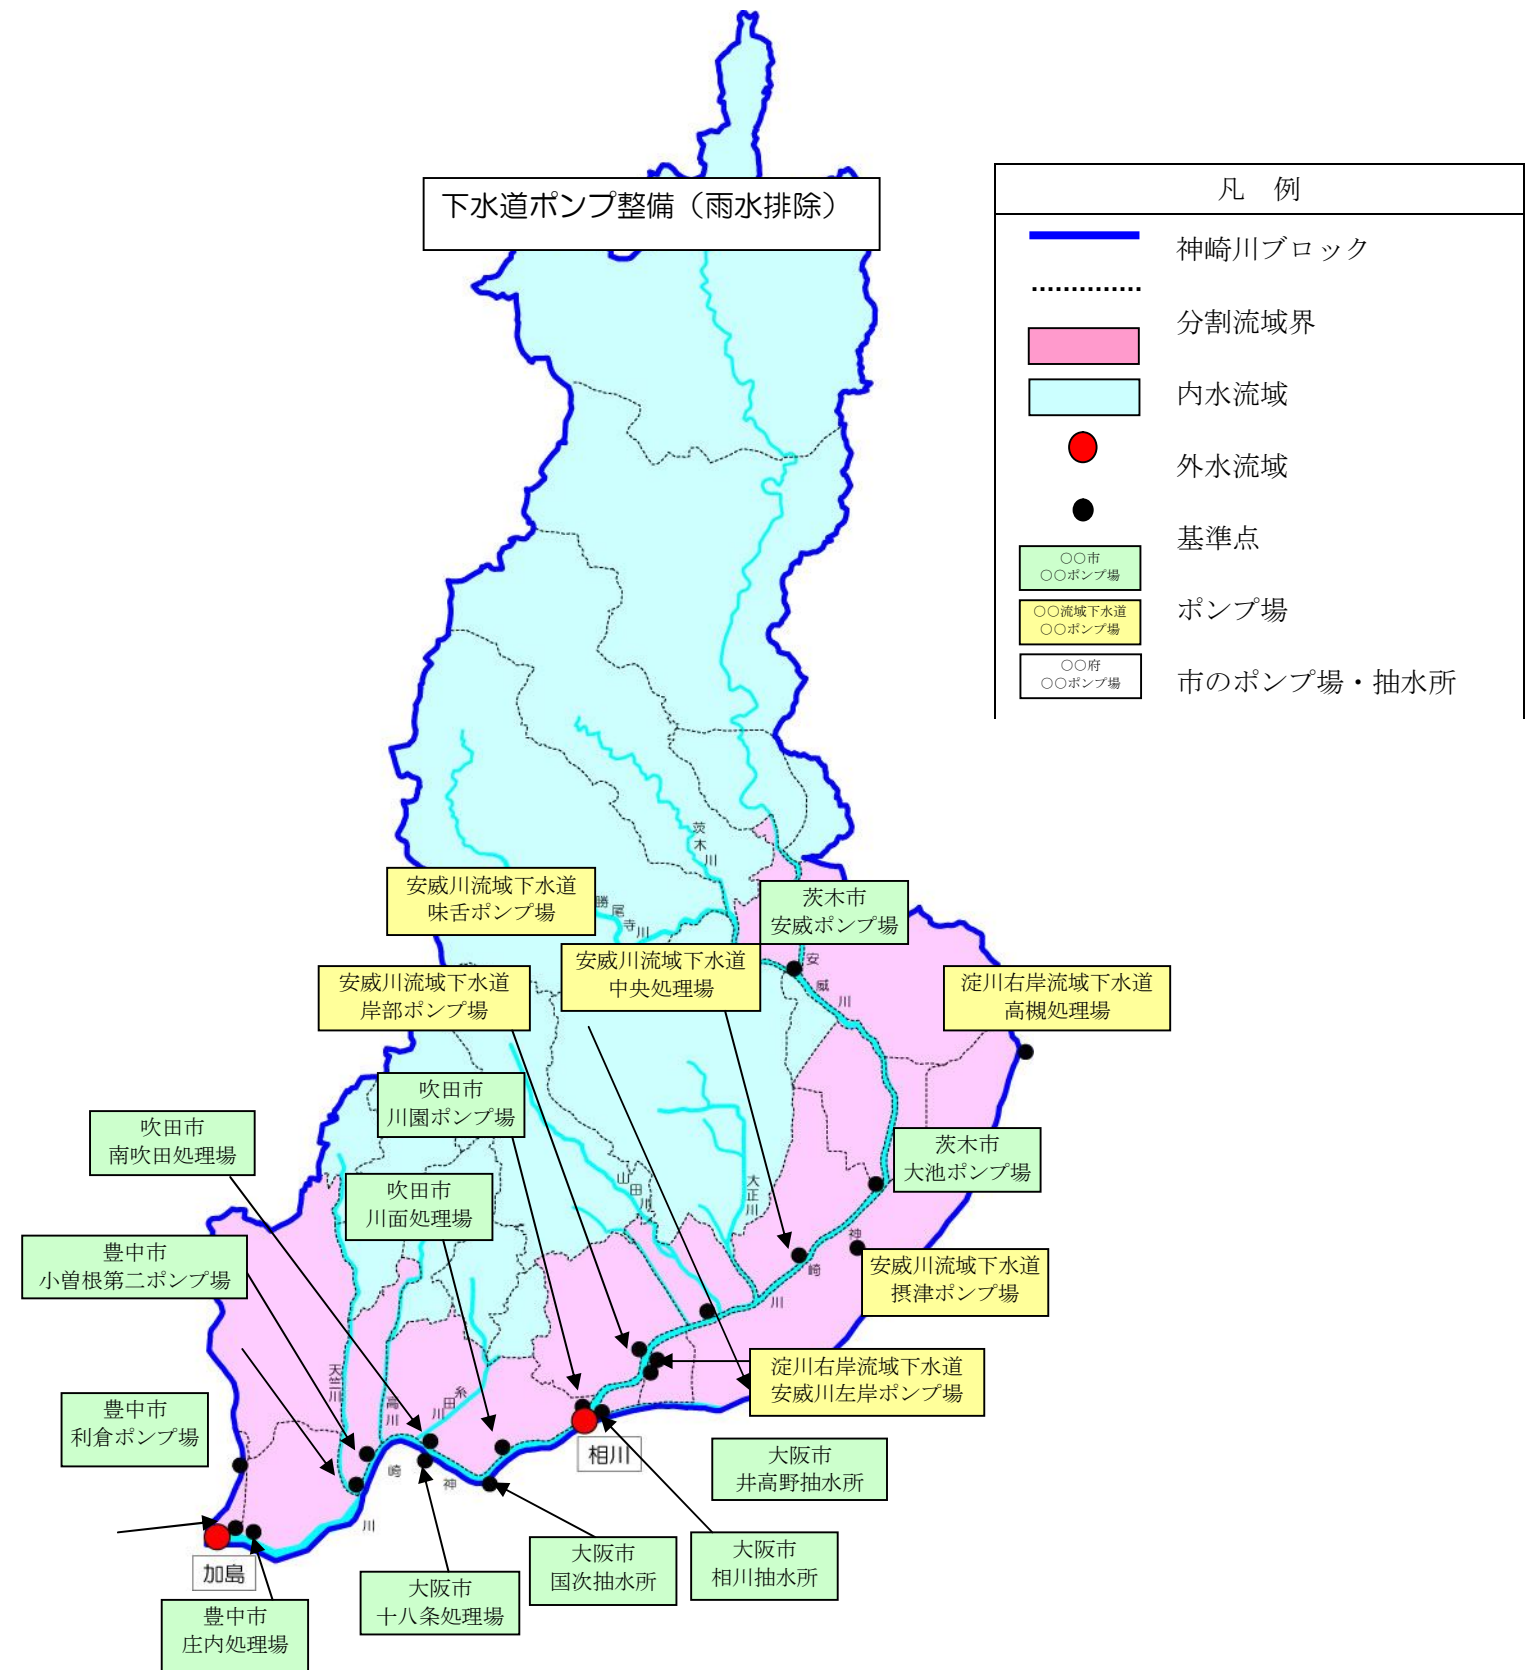 下水道ポンプ整備（雨水排除）
凡　例
神崎川ブロック
分割流域界
内水流域
外水流域
基準点
〇〇市
〇〇ポンプ場
ポンプ場
〇〇流域下水道
〇〇ポンプ場
〇〇府
〇〇ポンプ場
市のポンプ場・抽水所
茨木川
安威川流域下水道
味舌ポンプ場
勝尾寺川
茨木市
安威ポンプ場
安威川流域下水道
中央処理場
安威川
安威川流域下水道
岸部ポンプ場
淀川右岸流域下水道
高槻処理場
吹田市
川園ポンプ場
吹田市
南吹田処理場
茨木市
大池ポンプ場
吹田市
川面処理場
山田川
大正川
豊中市
小曽根第二ポンプ場
神崎川
安威川流域下水道
摂津ポンプ場
淀川右岸流域下水道
安威川左岸ポンプ場
天竺川
高川
糸田川
豊中市
利倉ポンプ場
相川
大阪市
井高野抽水所
神崎川
大阪市
国次抽水所
大阪市
相川抽水所
加島
大阪市
十八条処理場
豊中市
庄内処理場